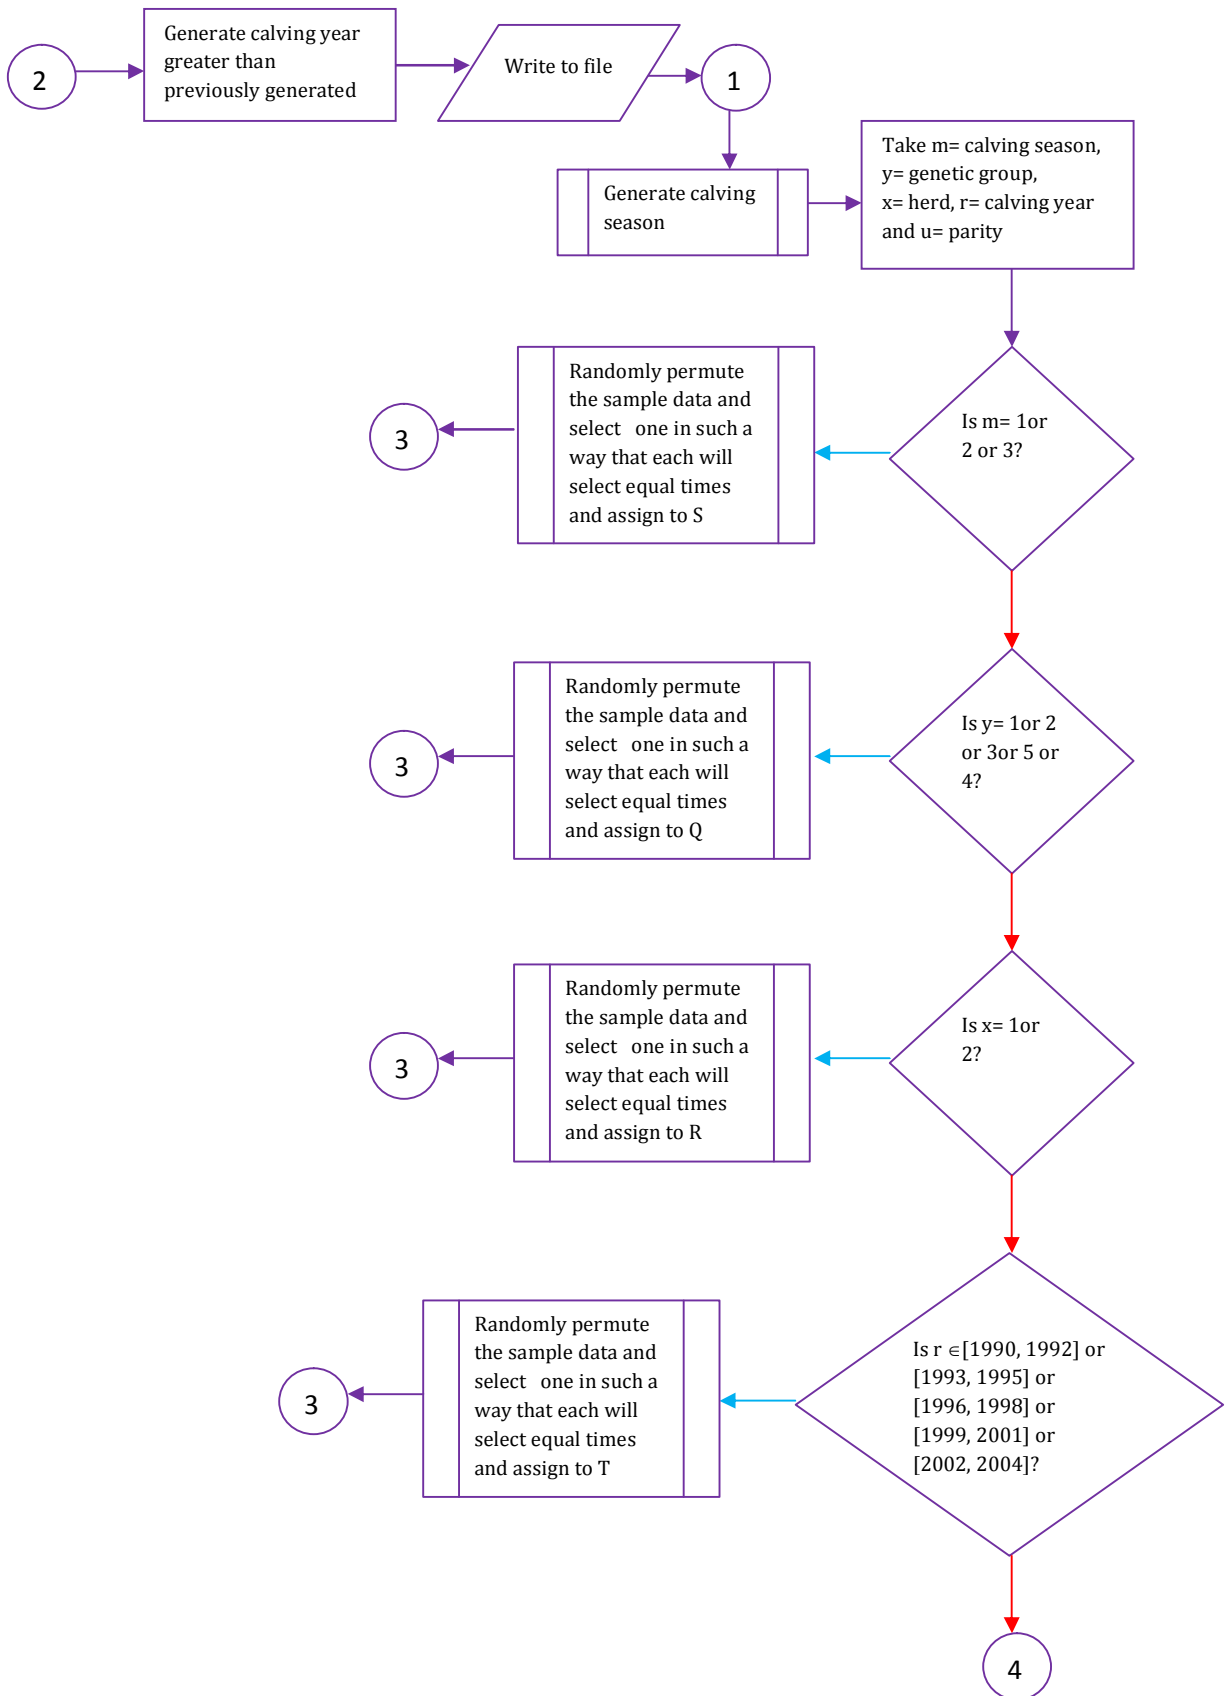 2
Generate calving year
greater than
previously generated
Write to file
1
Generate calving
season
Take m= calving season,
y= genetic group,
x= herd, r= calving year
and u= parity
Is m= 1or
2 or 3?
Randomly permute
the sample data and
select   one in such a
way that each will
select equal times
and assign to S
3
Is y= 1or 2
or 3or 5 or
4?
Randomly permute
the sample data and
select   one in such a
way that each will
select equal times
and assign to Q
3
Is x= 1or
2?
Randomly permute
the sample data and
select   one in such a
way that each will
select equal times
and assign to R
3
Is r ∈[1990, 1992] or
[1993, 1995] or
[1996, 1998] or
[1999, 2001] or
[2002, 2004]?
Randomly permute
the sample data and
select   one in such a
way that each will
select equal times
and assign to T
3
4